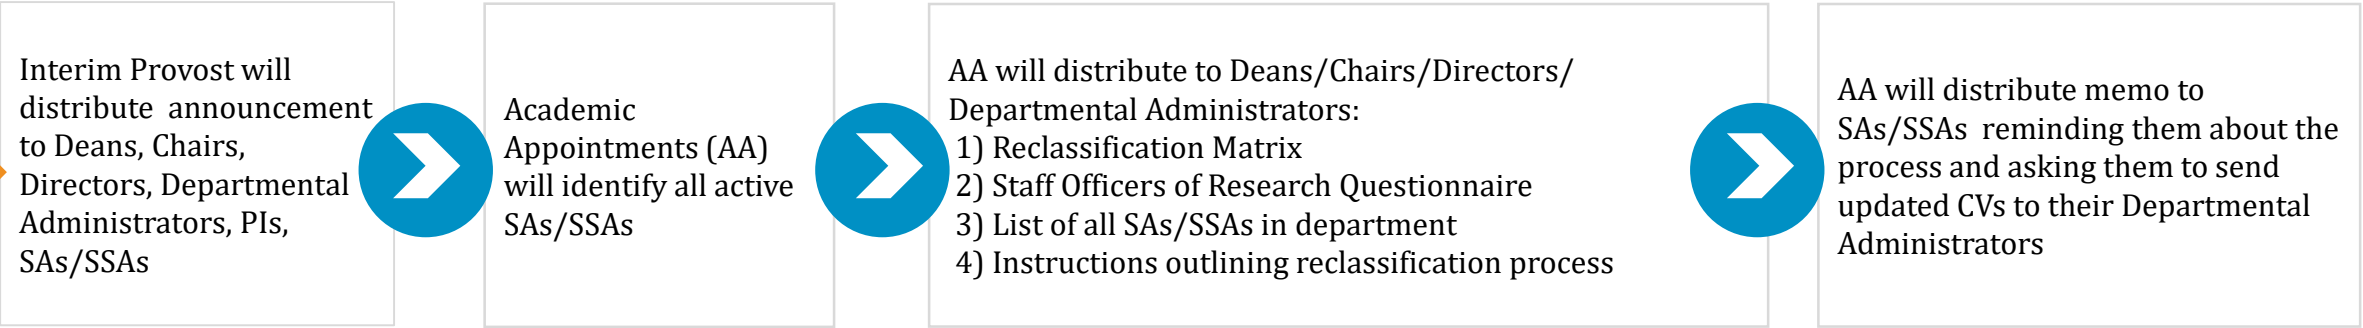 Interim Provost will
distribute  announcement
to Deans, Chairs,
Directors, Departmental
Administrators, PIs,
SAs/SSAs
Academic
Appointments (AA)
will identify all active
SAs/SSAs
AA will distribute to Deans/Chairs/Directors/
Departmental Administrators:
1) Reclassification Matrix
2) Staff Officers of Research Questionnaire
3) List of all SAs/SSAs in department
4) Instructions outlining reclassification process
AA will distribute memo to
SAs/SSAs  reminding them about the
process and asking them to send
updated CVs to their Departmental
Administrators